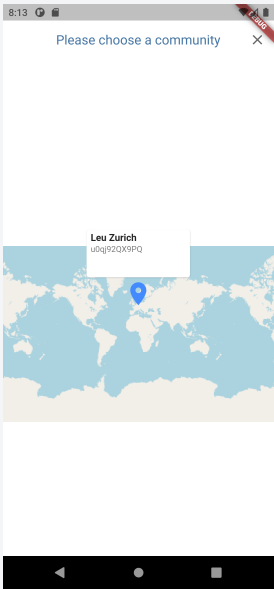 8:13
DEBUG
Please choose a community
Leu Zurich
u0qj92QX9PQ